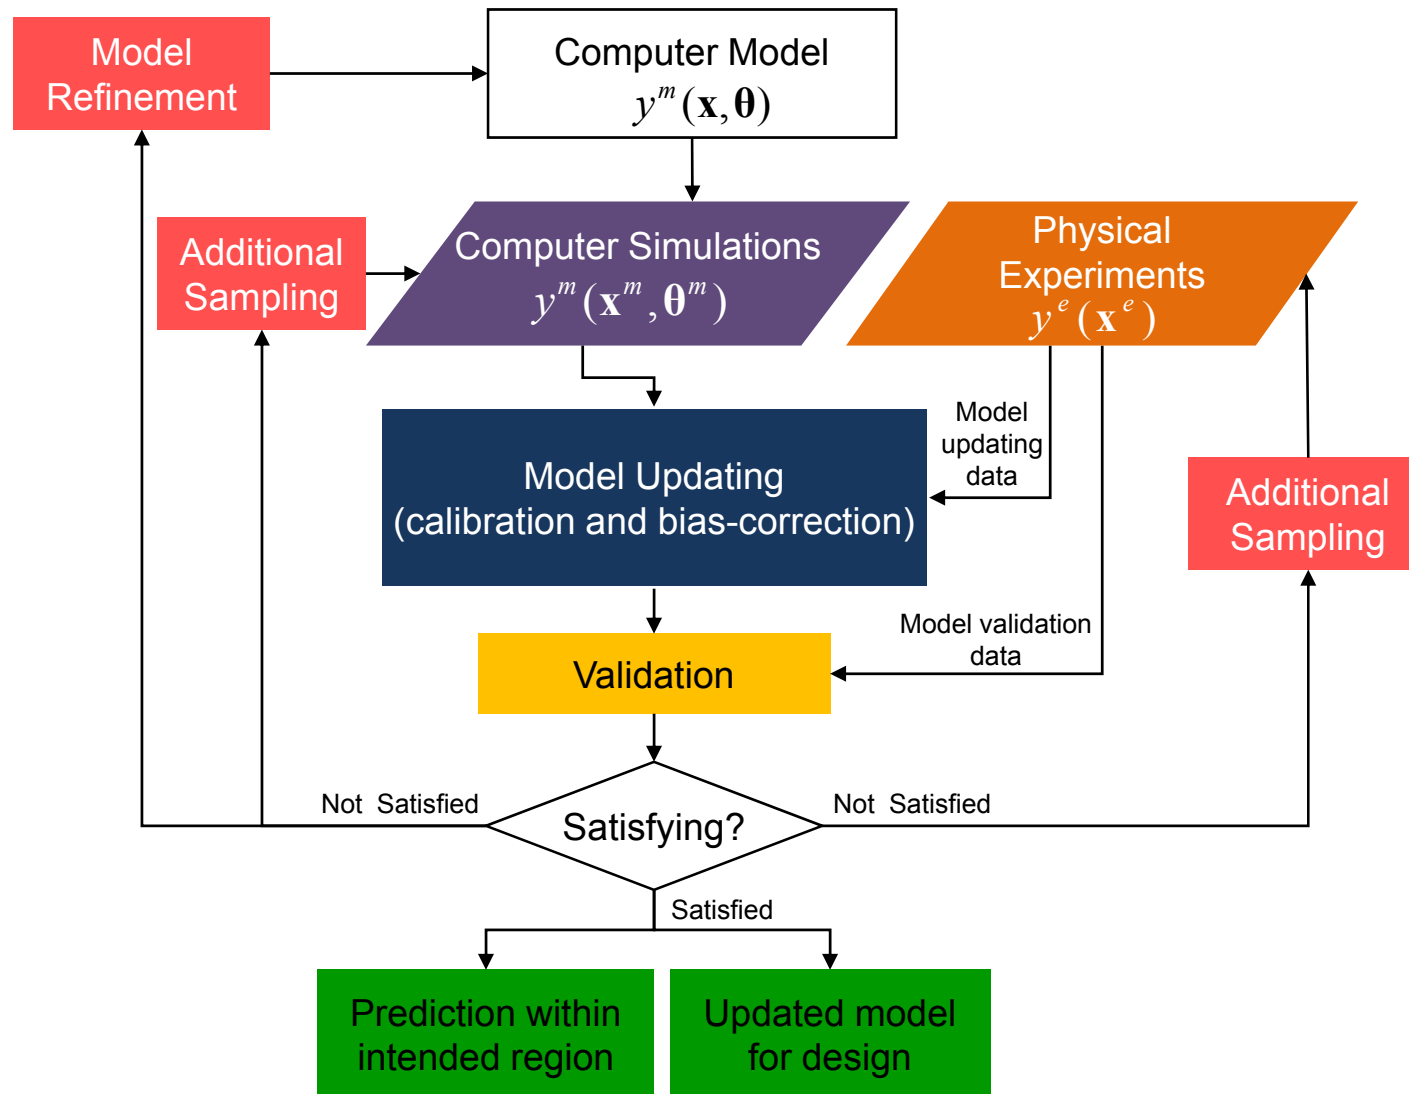 Model
Refinement
Computer Model
y^m(x, θ)
Additional
Sampling
Computer Simulations
y^m(x^m, θ^m)
Physical
Experiments
y^e(x^e)
Model
updating
data
Model Updating
(calibration and bias-correction)
Additional
Sampling
Model validation
data
Validation
Not Satisfied
Satisfying?
Not Satisfied
Satisfied
Prediction within
intended region
Updated model
for design